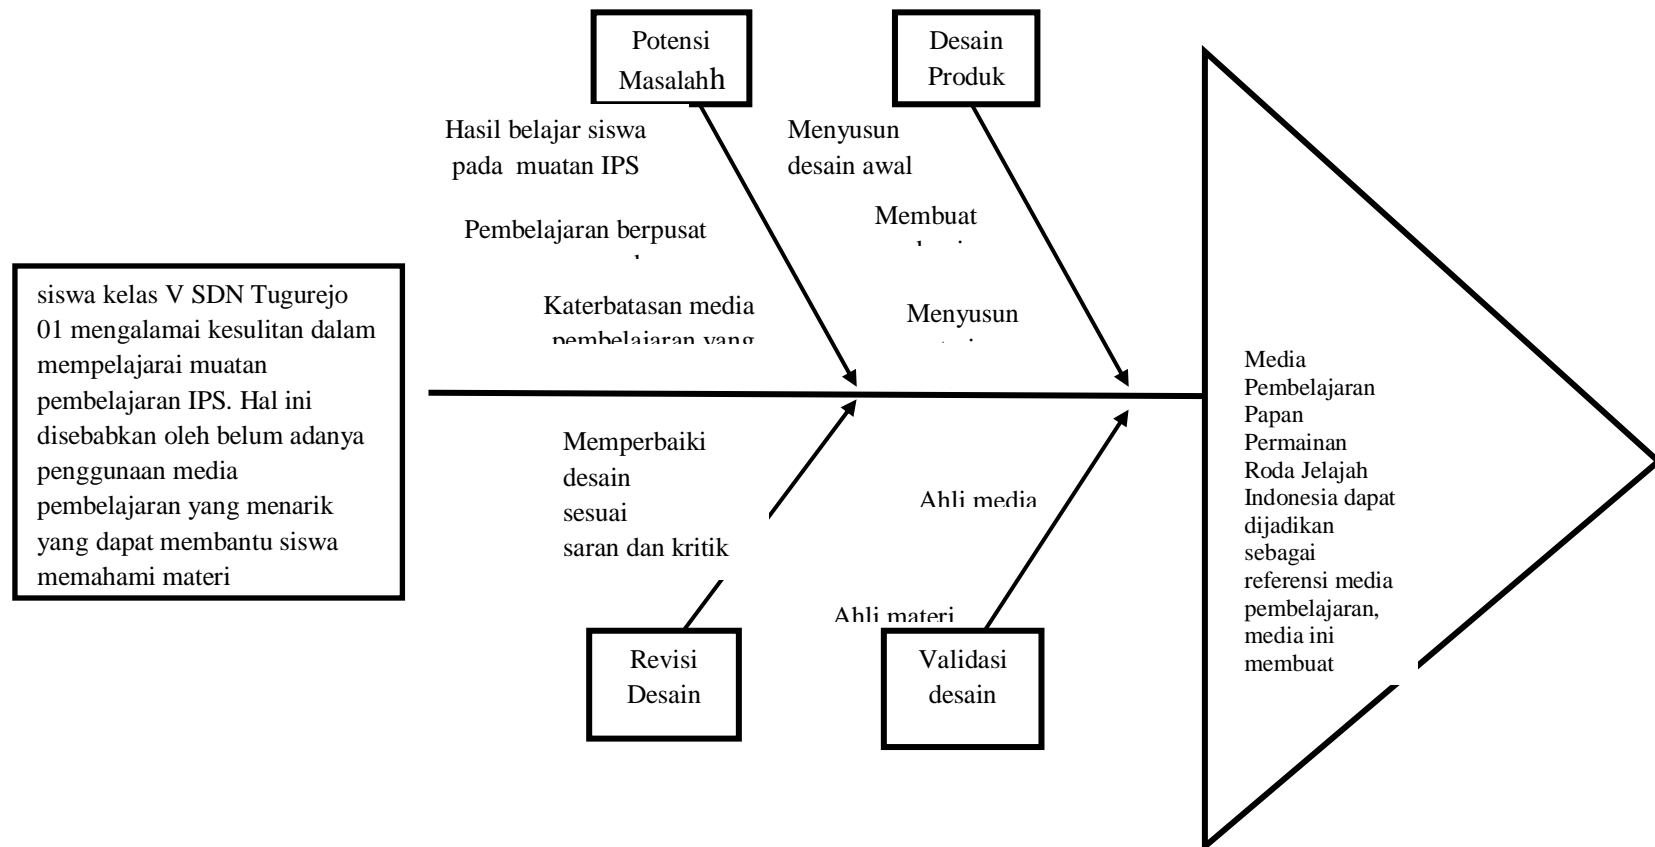 Potensi
Masalahh
Desain
Produk
Hasil belajar siswa
pada muatan IPS
Menyusun
desain awal
Pembelajaran berpusat
Membuat
Katerbatasan media
pembelajaran yang
Menyusun
siswa kelas V SDN Tugurejo
01 mengalamai kesulitan dalam
mempelajarai muatan
pembelajaran IPS. Hal ini
disebabkan oleh belum adanya
penggunaan media
pembelajaran yang menarik
yang dapat membantu siswa
memahami materi
Memperbaiki
desain
sesuai
saran dan kritik
Ahli media
Ahli materi
Revisi
Desain
Validasi
desain
Media
Pembelajaran
Papan
Permainan
Roda Jelajah
Indonesia dapat
dijadikan
sebagai
referensi media
pembelajaran,
media ini
membuat